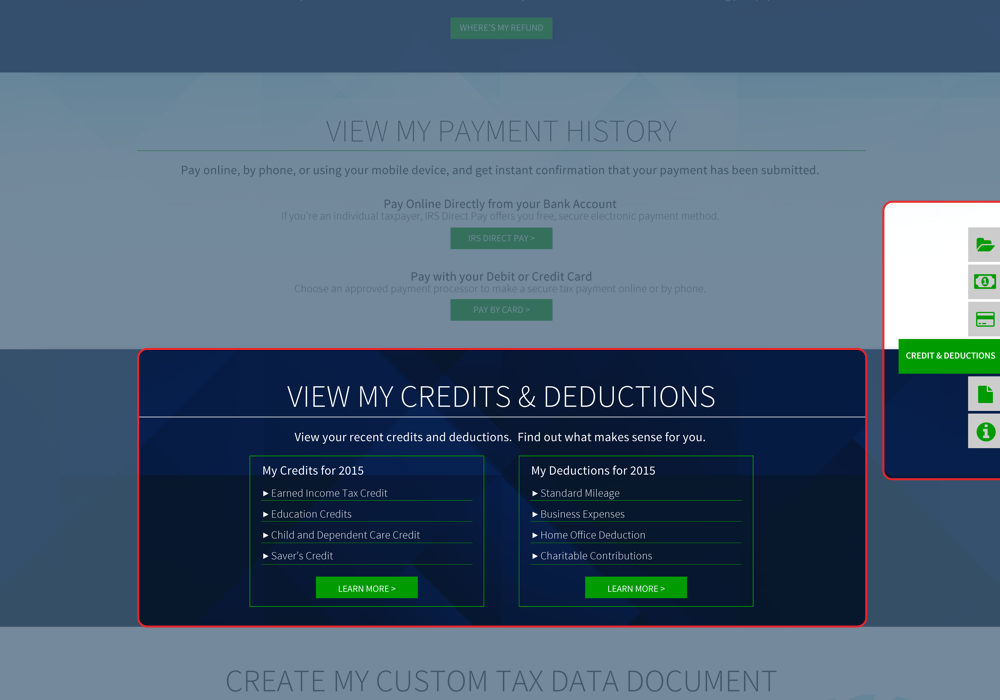 WHERE'S MY REFUND
VIEW MY PAYMENT HISTORY
Pay online, by phone, or using your mobile device, and get instant confirmation that your payment has been submitted.
Pay Online Directly from your Bank Account
If you're an individual taxpayer, IRS Direct Pay offers you free, secure electronic payment method.
IRS DIRECT PAY >
Pay with your Debit or Credit Card
Choose an approved payment processor to make a secure tax payment online or by phone.
PAY BY CARD >
CREDIT & DEDUCTIONS
VIEW MY CREDITS & DEDUCTIONS
View your recent credits and deductions. Find out what makes sense for you.
My Credits for 2015
▸ Earned Income Tax Credit
▸ Education Credits
▸ Child and Dependent Care Credit
▸ Saver's Credit
LEARN MORE >
My Deductions for 2015
▸ Standard Mileage
▸ Business Expenses
▸ Home Office Deduction
▸ Charitable Contributions
LEARN MORE >
CREATE MY CUSTOM TAX DATA DOCUMENT